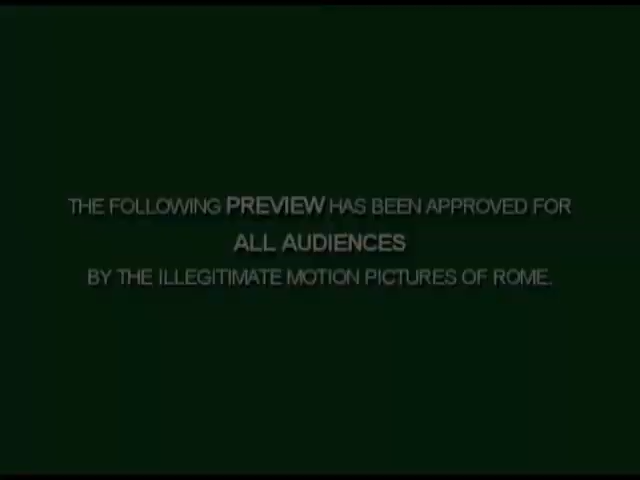 THE FOLLOWING PREVIEW HAS BEEN APPROVED FOR
ALL AUDIENCES
BY THE ILLEGITIMATE MOTION PICTURES OF ROME.